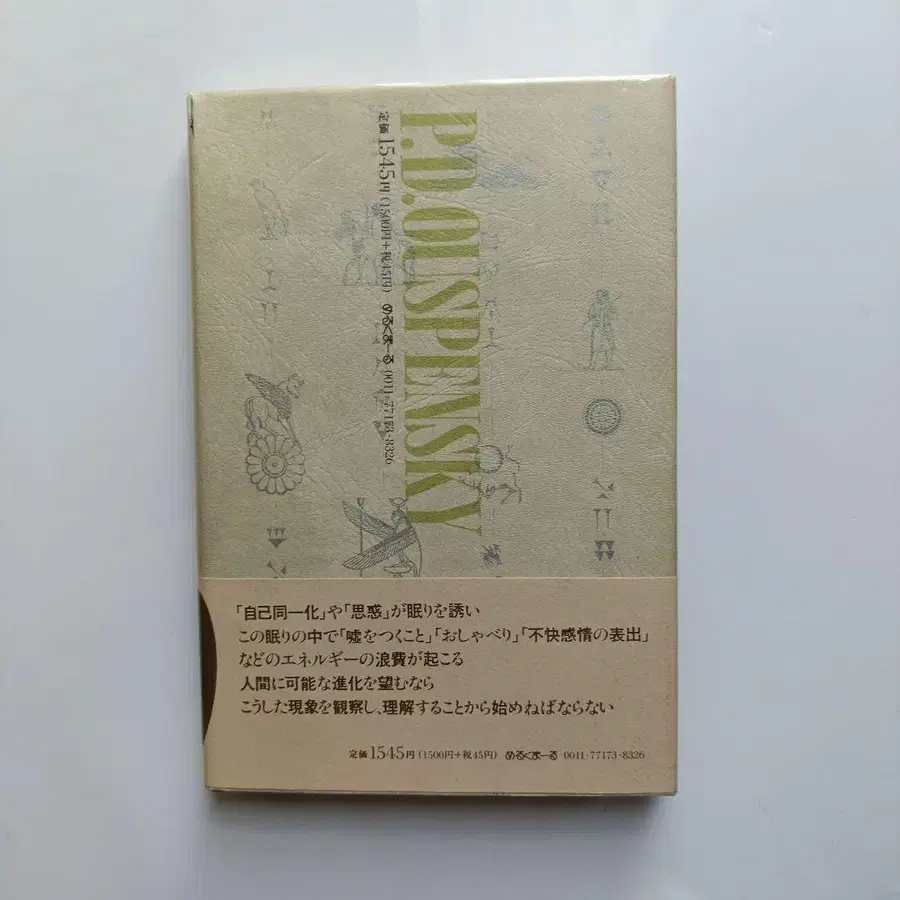 P.D.OUSPENSKY
定価1545円(1500円+税45円) めるくまーる 0011-77173-8326
「自己同一化」や「思惑」が眠りを誘い
この眠りの中で「嘘をつくこと」「おしゃべり」「不快感情の表出」
などのエネルギーの浪費が起こる
人間に可能な進化を望むなら
こうした現象を観察し、理解することから始めねばならない
定価1545円(1500円+税45円) めるくまーる 0011-77173-8326